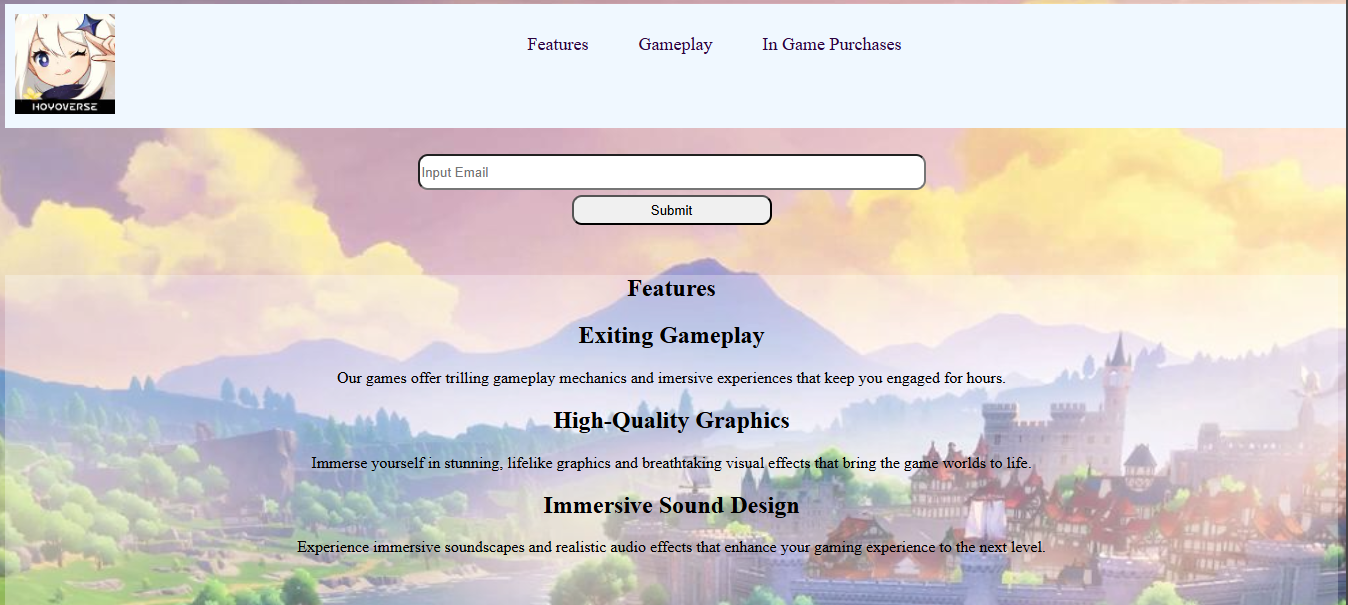 HOYOVERSE
Features Gameplay In Game Purchases
Input Email
Submit
Features
Exiting Gameplay
Our games offer trilling gameplay mechanics and imersive experiences that keep you engaged for hours.
High-Quality Graphics
Immerse yourself in stunning, lifelike graphics and breathtaking visual effects that bring the game worlds to life.
Immersive Sound Design
Experience immersive soundscapes and realistic audio effects that enhance your gaming experience to the next level.